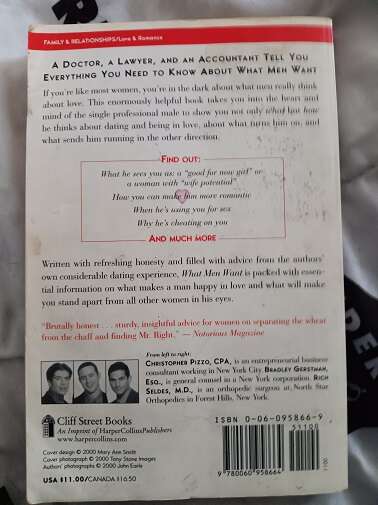 FAMILY & RELATIONSHIPS/Love & Romance
A DOCTOR, A LAWYER, AND AN ACCOUNTANT TELL YOU
EVERYTHING YOU NEED TO KNOW ABOUT WHAT MEN WANT
If you're like most women, you're in the dark about what men really think
about love. This enormously helpful book takes you into the heart and
mind of the single professional male to show you not only what but how
he thinks about dating and being in love, about what turns him on, and
what sends him running in the other direction.
FIND OUT:
What he sees you as: a "good for now girl" or
a woman with "wife potential"
How you can make him more romantic
When he's using you for sex
Why he's cheating on you
AND MUCH MORE
Written with refreshing honesty and filled with advice from the authors'
own considerable dating experience, What Men Want is packed with essen-
tial information on what makes a man happy in love and what will make
you stand apart from all other women in his eyes.
"Brutally honest . . . sturdy, insightful advice for women on separating the wheat
from the chaff and finding Mr. Right." — Notorious Magazine
From left to right:
CHRISTOPHER PIZZO, CPA, is an entrepreneurial business
consultant working in New York City. BRADLEY GERSTMAN,
ESQ., is general counsel in a New York corporation. RICH
SELDES, M.D., is an orthopedic surgeon at North Star
Orthopedics in Forest Hills, New York.
Cliff Street Books
An Imprint of HarperCollinsPublishers
www.harpercollins.com
Cover design © 2000 Mary Ann Smith
Cover photograph © 2000 Tony Stone Images
Authors' photographs © 2000 John Earle
USA $11.00/CANADA $16.50
ISBN 0-06-095866-9
51100
9 780060 958664